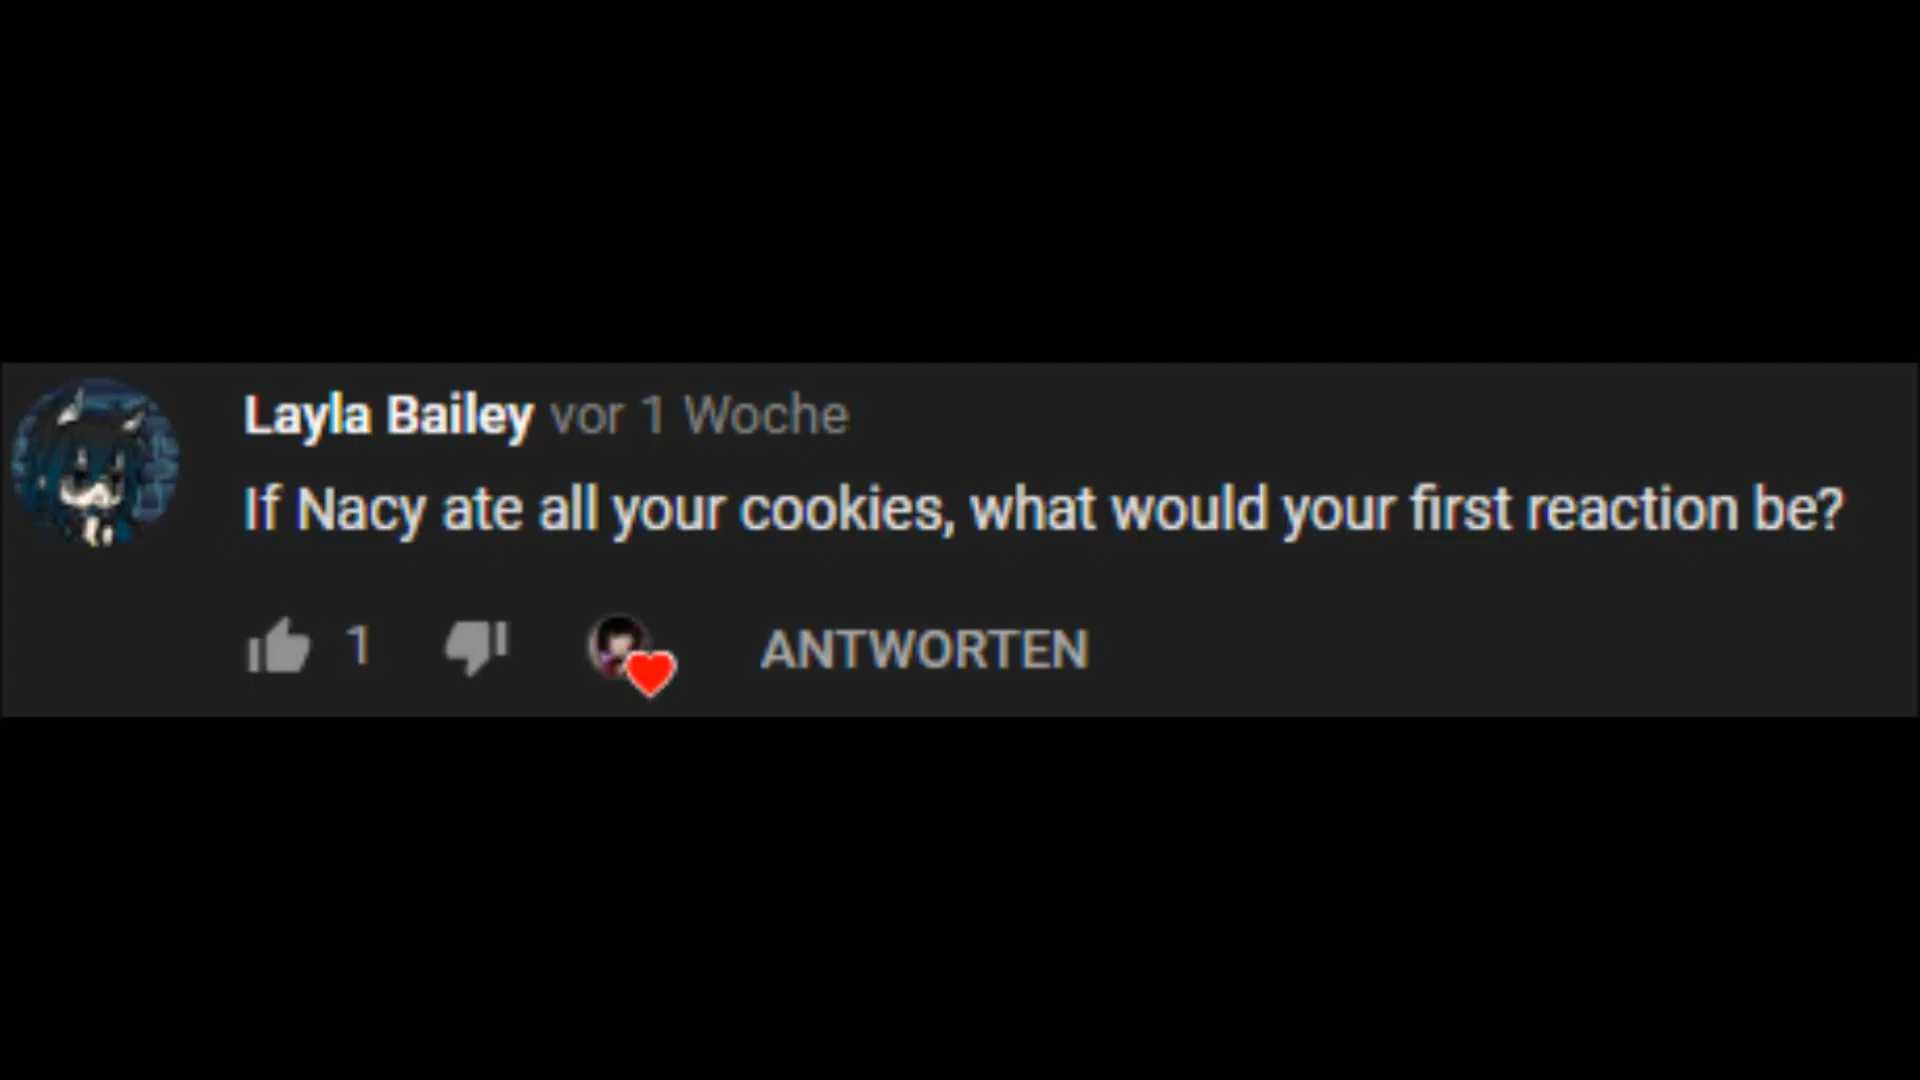 Layla Bailey vor 1 Woche
If Nacy ate all your cookies, what would your first reaction be?
1 ANTWORTEN